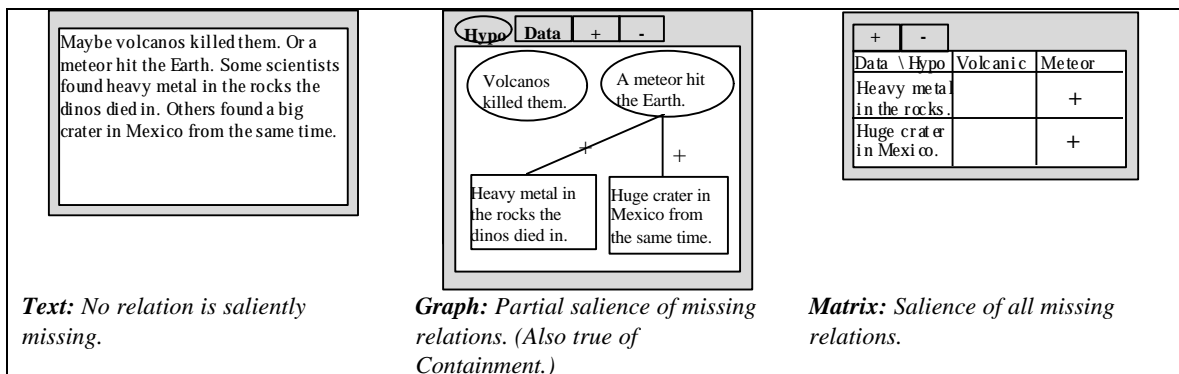 Maybe volcanos killed them. Or a
meteor hit the Earth. Some scientists
found heavy metal in the rocks the
dinos died in. Others found a big
crater in Mexico from the same time.
Text: No relation is saliently
missing.
Hypo Data + -
Volcanos
killed them.
A meteor hit
the Earth.
+
+
Heavy metal in
the rocks the
dinos died in.
Huge crater in
Mexico from
the same time.
Graph: Partial salience of missing
relations. (Also true of
Containment.)
+ -
Data \ Hypo Volcanic Meteor
Heavy metal
in the rocks.
+
Huge crater
in Mexico.
+
Matrix: Salience of all missing
relations.